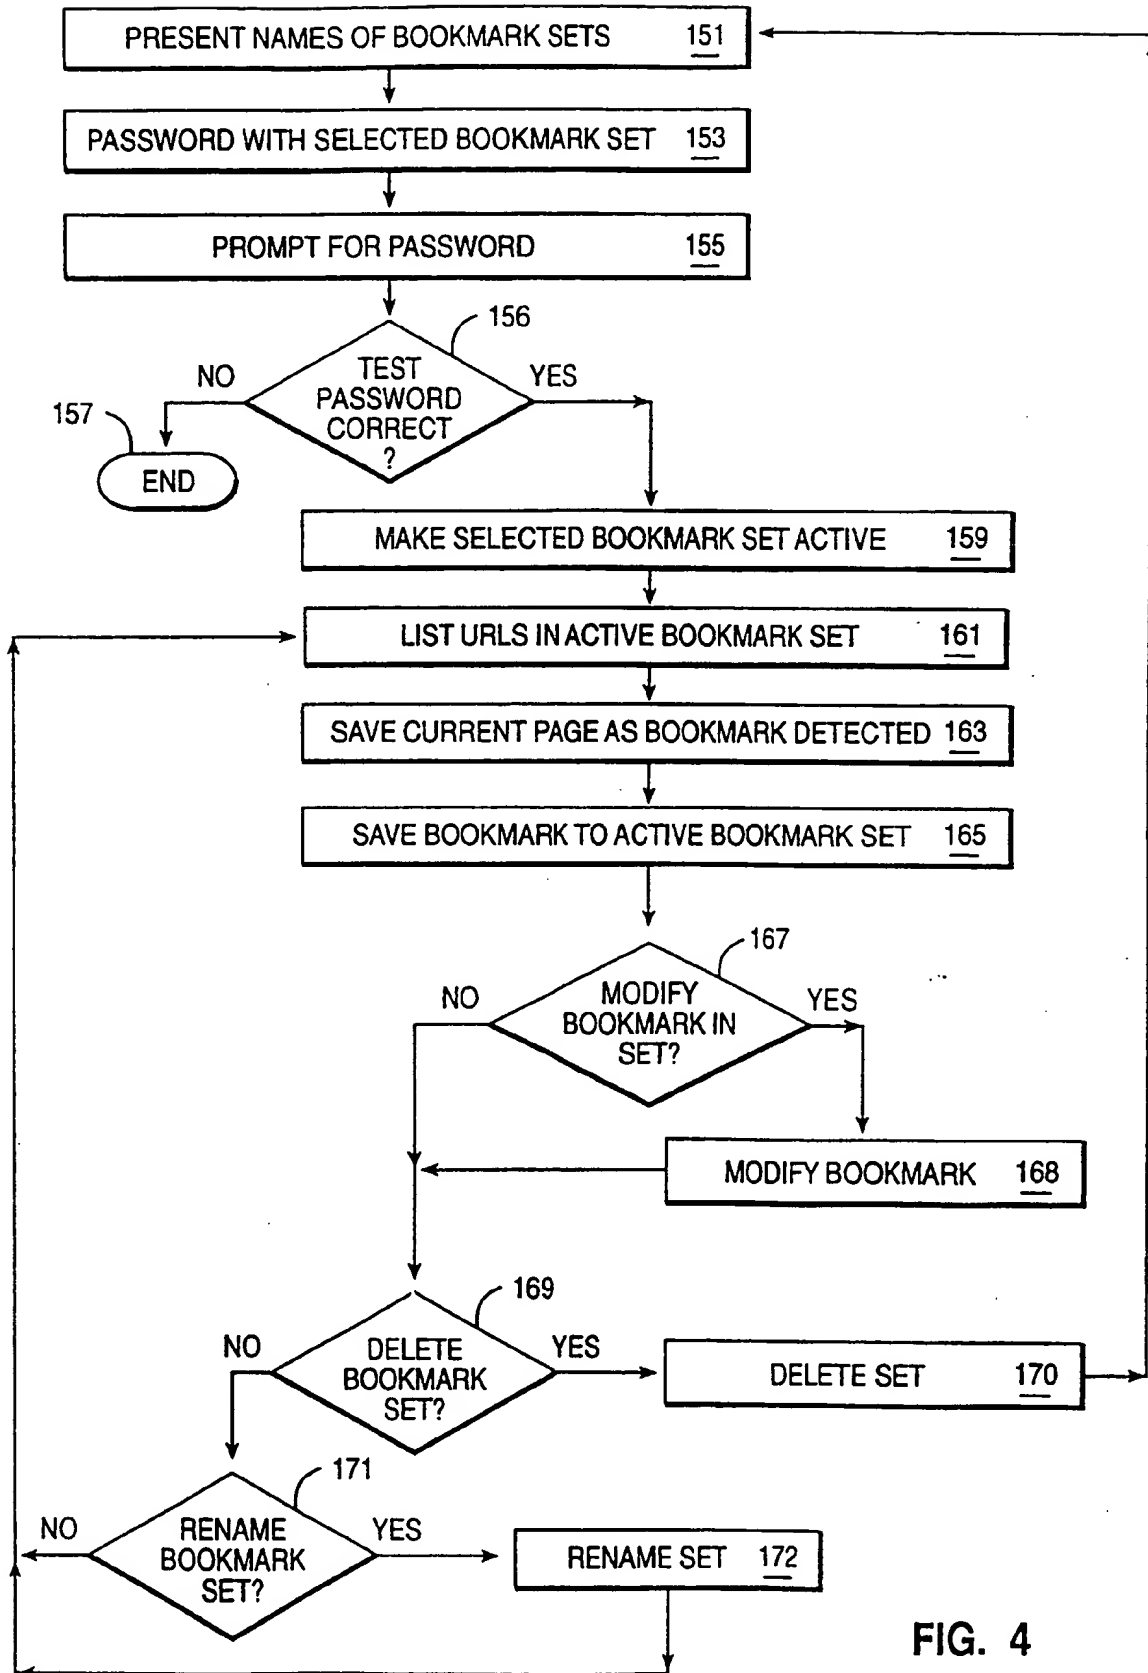 PRESENT NAMES OF BOOKMARK SETS 151
PASSWORD WITH SELECTED BOOKMARK SET 153
PROMPT FOR PASSWORD 155
156
TEST
PASSWORD
CORRECT
?
NO
YES
157
END
MAKE SELECTED BOOKMARK SET ACTIVE 159
LIST URLS IN ACTIVE BOOKMARK SET 161
SAVE CURRENT PAGE AS BOOKMARK DETECTED 163
SAVE BOOKMARK TO ACTIVE BOOKMARK SET 165
167
NO
MODIFY
BOOKMARK IN
SET?
YES
MODIFY BOOKMARK 168
169
NO
DELETE
BOOKMARK
SET?
YES
DELETE SET 170
171
NO
RENAME
BOOKMARK
SET?
YES
RENAME SET 172
FIG. 4